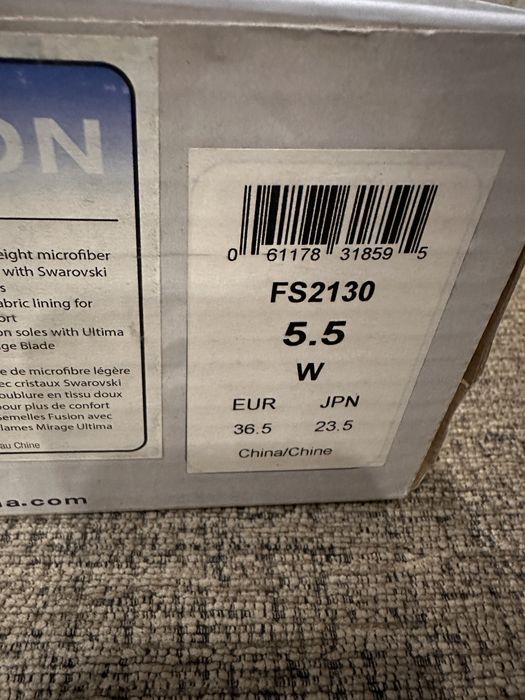 ON
eight microfiber
with Swarovski
s
abric lining for
ort
on soles with Ultima
ge Blade
e de microfibre légère
ec cristaux Swarovski
oublure en tissu doux
our plus de confort
emelles Fusion avec
lames Mirage Ultima
au Chine
a.com
0 61178 31859 5
FS2130
5.5
W
EUR JPN
36.5 23.5
China/Chine